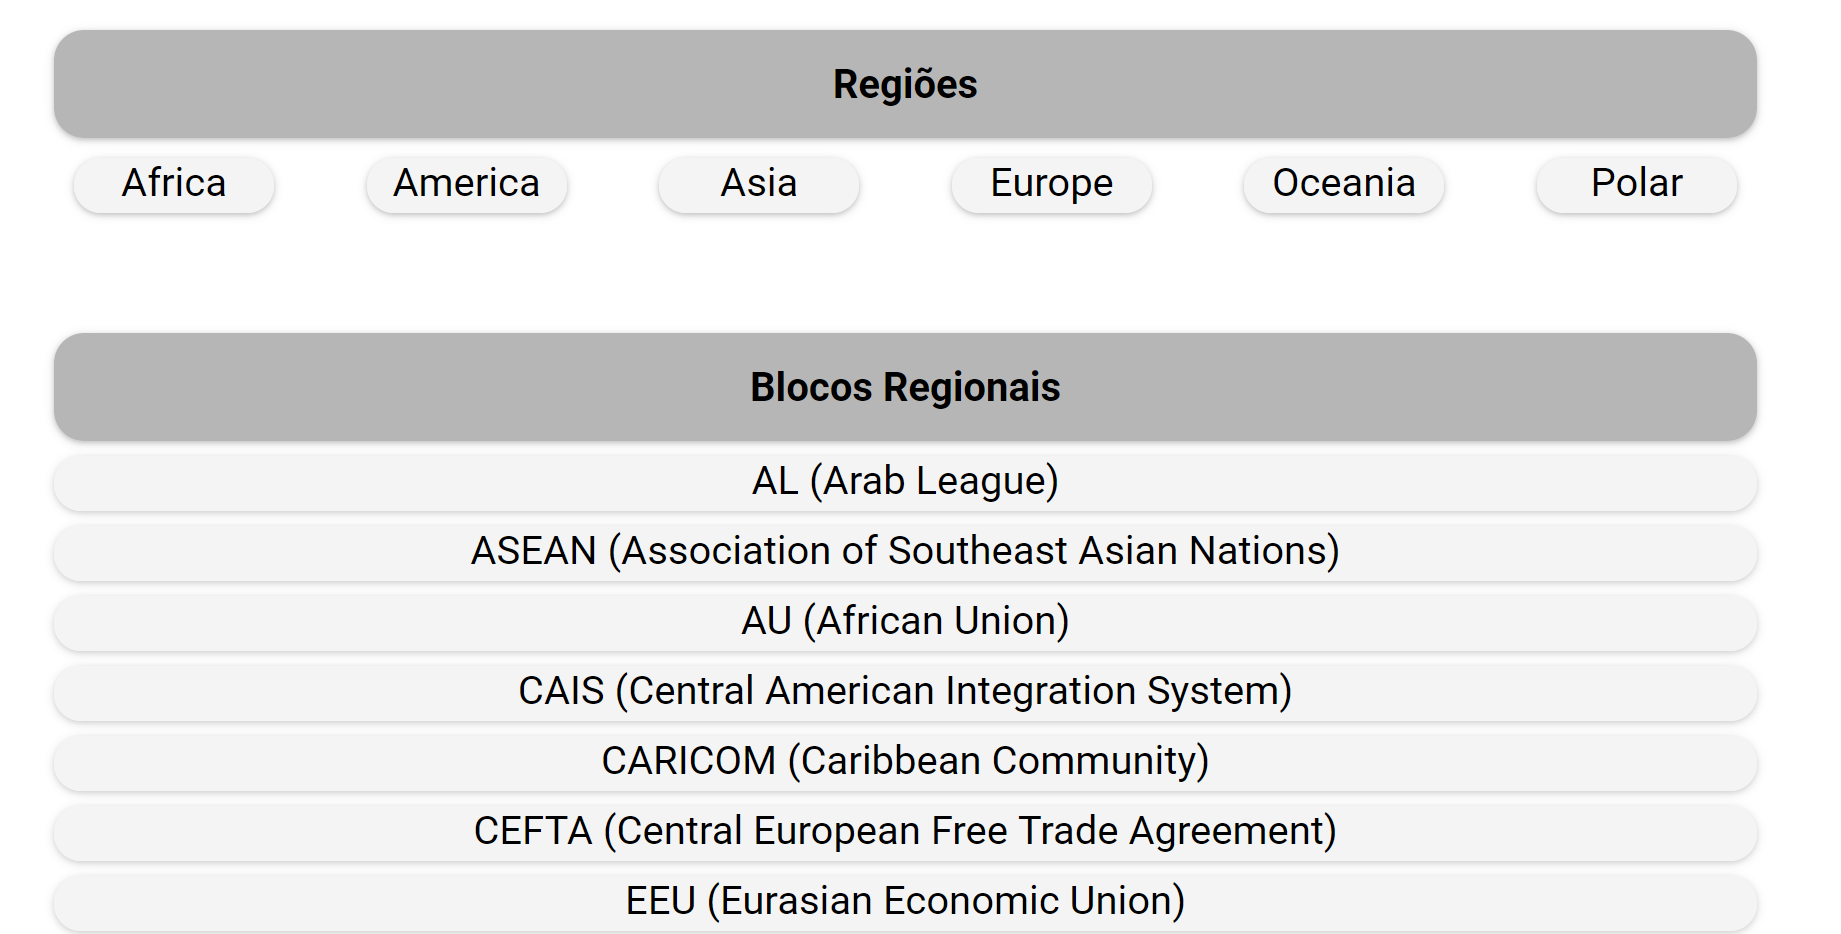 Regiões
Africa America Asia Europe Oceania Polar
Blocos Regionais
AL (Arab League)
ASEAN (Association of Southeast Asian Nations)
AU (African Union)
CAIS (Central American Integration System)
CARICOM (Caribbean Community)
CEFTA (Central European Free Trade Agreement)
EEU (Eurasian Economic Union)